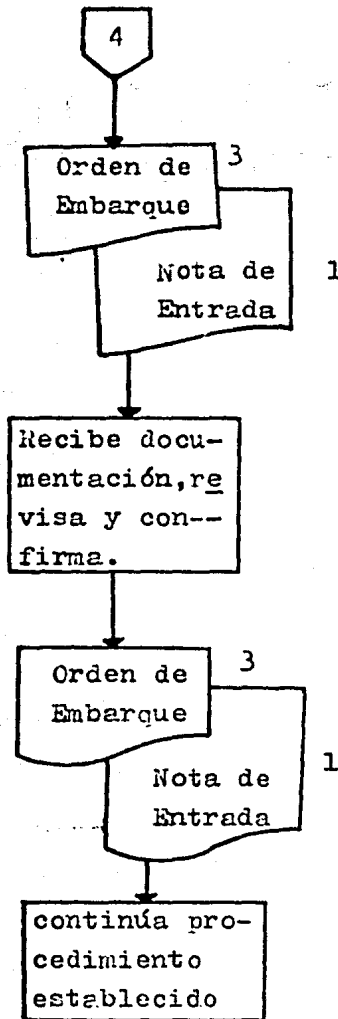 4
Orden de 3
Embarque
Nota de 1
Entrada
Recibe docu-
mentación, re
visa y con--
firma.
Orden de 3
Embarque
Nota de 1
Entrada
continúa pro-
cedimiento
establecido